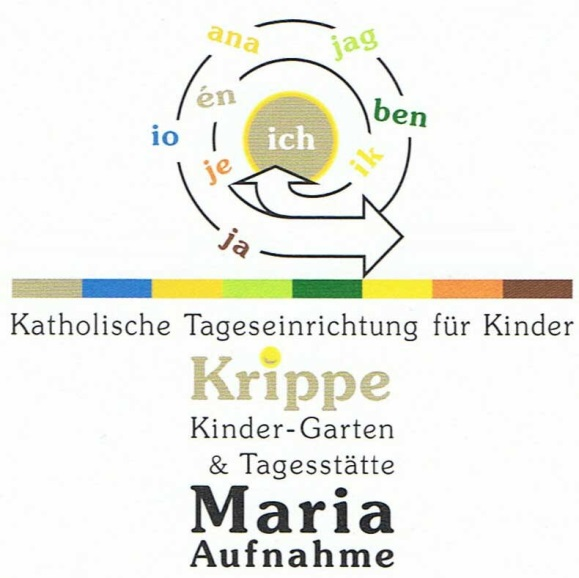 ana
jag
én
ben
io
ich
je
ik
ja
Katholische Tageseinrichtung für Kinder
Krippe
Kinder-Garten
& Tagesstätte
Maria
Aufnahme